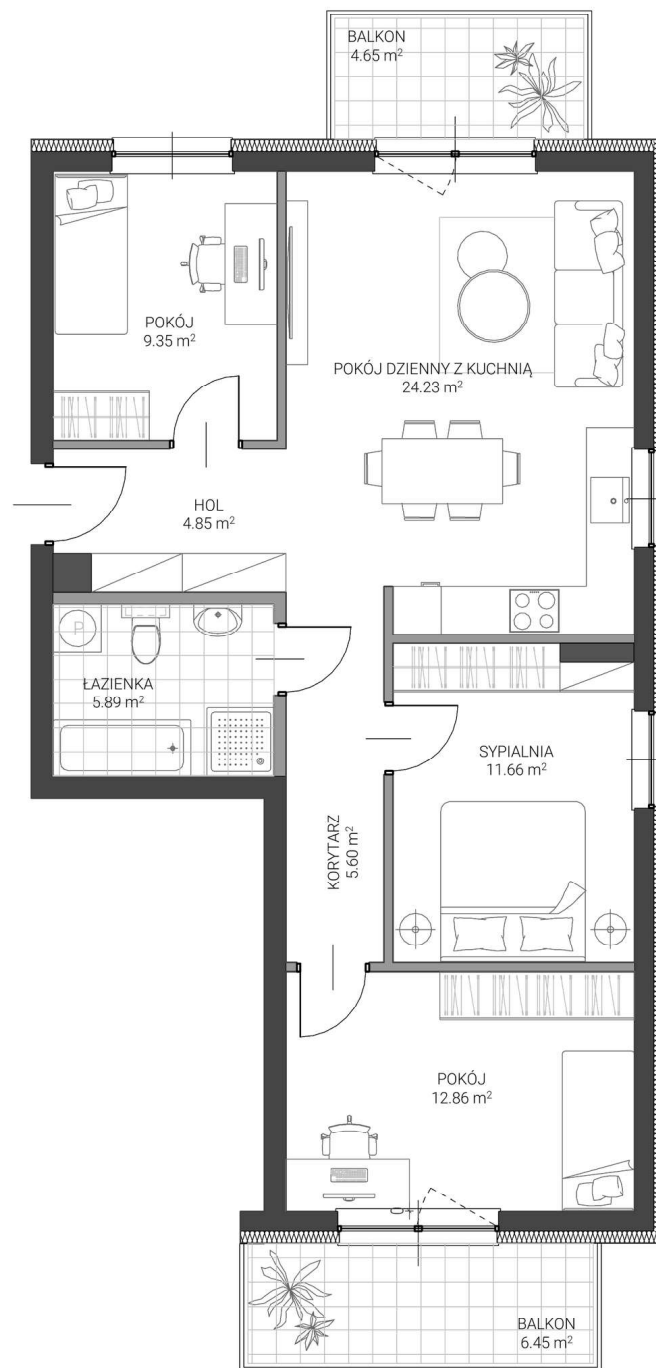 BALKON
4.65 m²
POKÓJ
9.35 m²
POKÓJ DZIENNY Z KUCHNIĄ
24.23 m²
HOL
4.85 m²
P
ŁAZIENKA
5.89 m²
SYPIALNIA
11.66 m²
KORYTARZ
5.60 m²
POKÓJ
12.86 m²
BALKON
6.45 m²